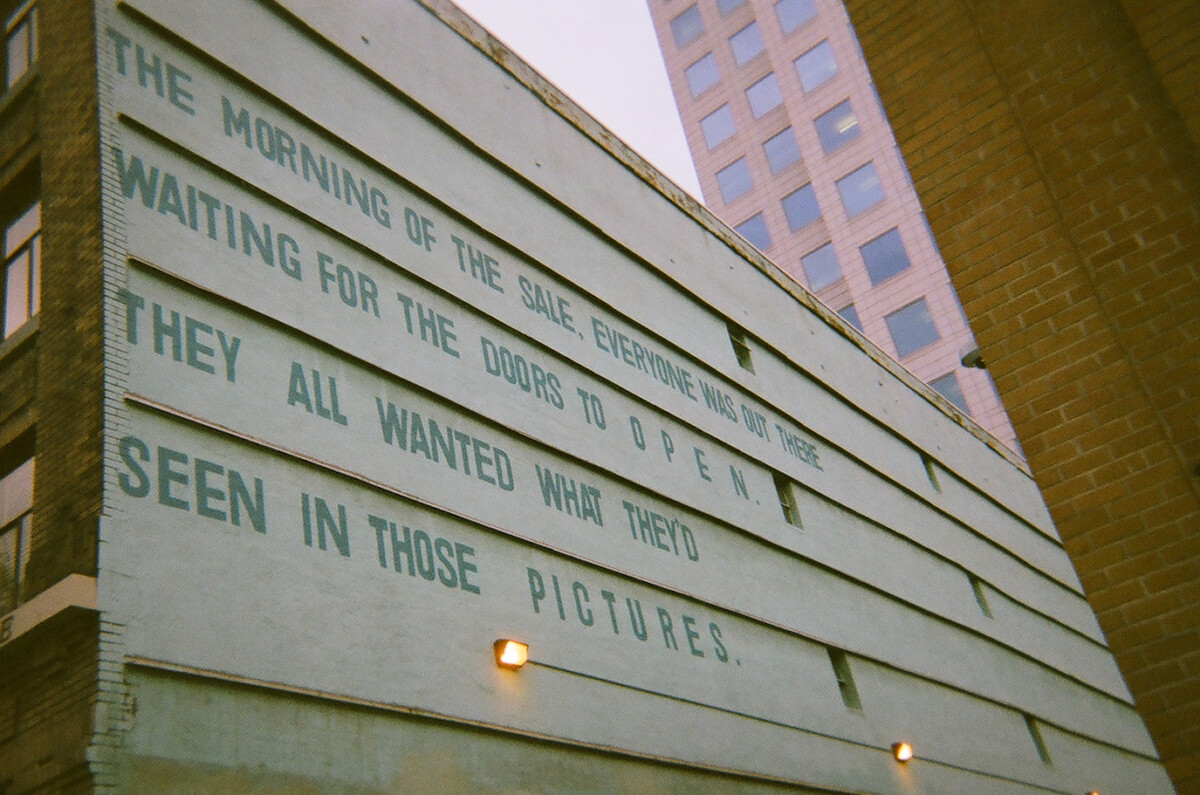 THE MORNING OF THE SALE, EVERYONE WAS OUT THERE
WAITING FOR THE DOORS TO OPEN.
THEY ALL WANTED WHAT THEY'D
SEEN IN THOSE PICTURES.